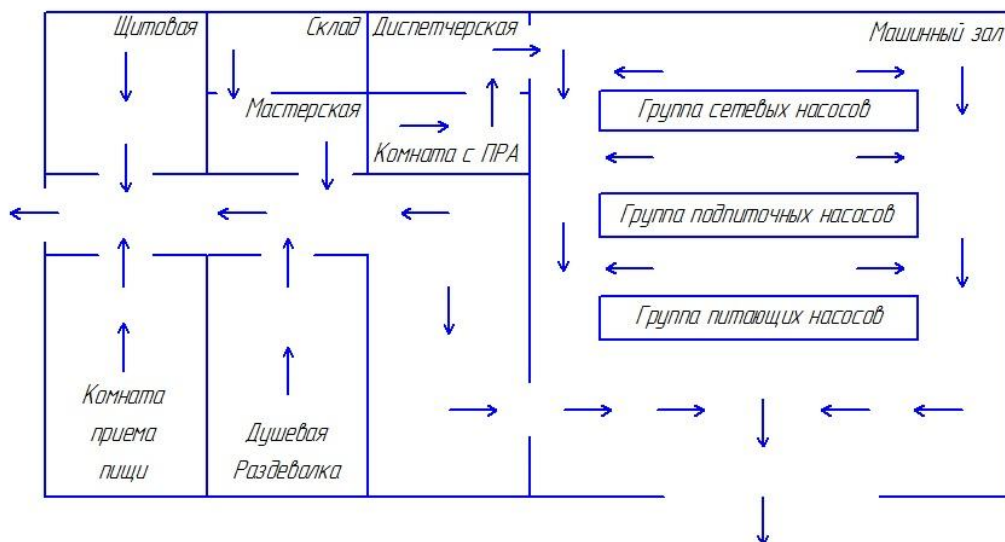 Щитовая
Склад
Диспетчерская
Машинный зал
Группа сетевых насосов
Мастерская
Комната с ПРА
Группа подпиточных насосов
Группа питающих насосов
Комната
приема
пищи
Душевая
Раздевалка